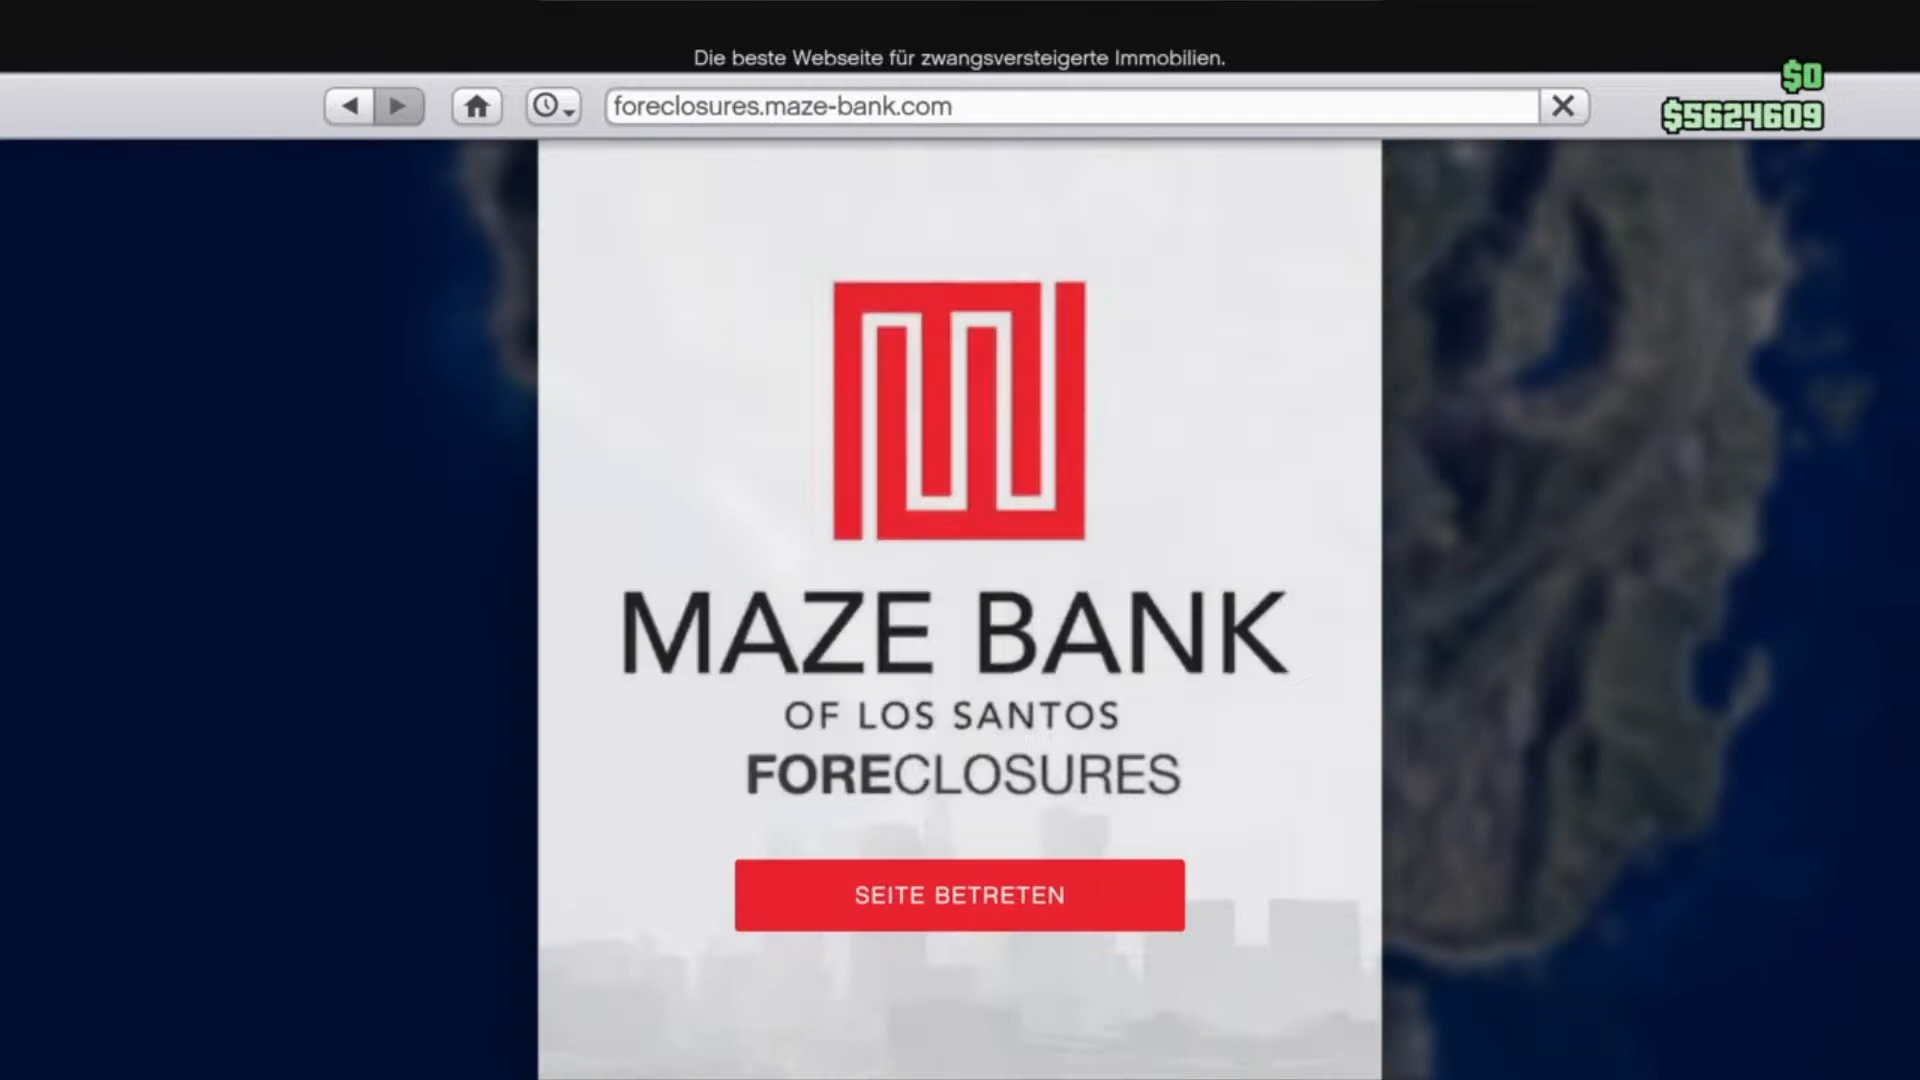 Die beste Webseite für zwangsversteigerte Immobilien.
$0
foreclosures.maze-bank.com
$5624609
MAZE BANK
OF LOS SANTOS
FORECLOSURES
SEITE BETRETEN